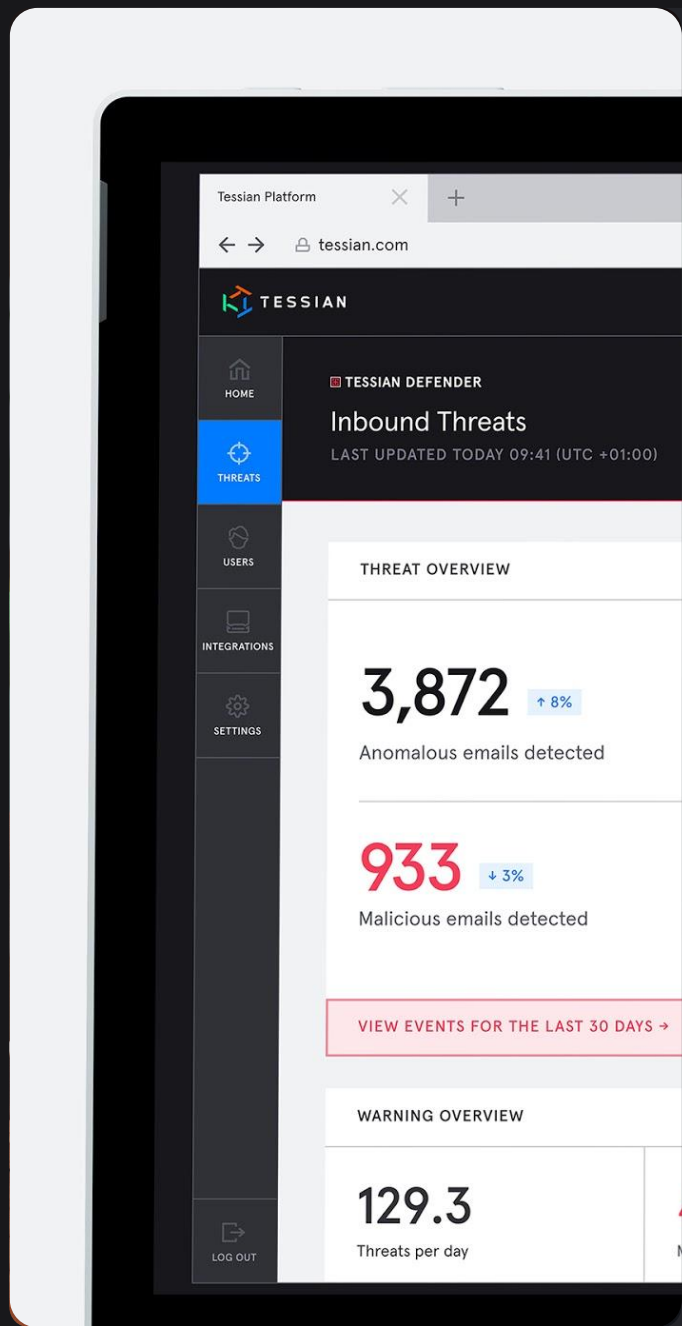 Tessian Platform
tessian.com
TESSIAN
HOME
THREATS
USERS
INTEGRATIONS
SETTINGS
LOG OUT
TESSIAN DEFENDER
Inbound Threats
LAST UPDATED TODAY 09:41 (UTC +01:00)
THREAT OVERVIEW
3,872 ↑ 8%
Anomalous emails detected
933 ↓ 3%
Malicious emails detected
VIEW EVENTS FOR THE LAST 30 DAYS →
WARNING OVERVIEW
129.3
Threats per day